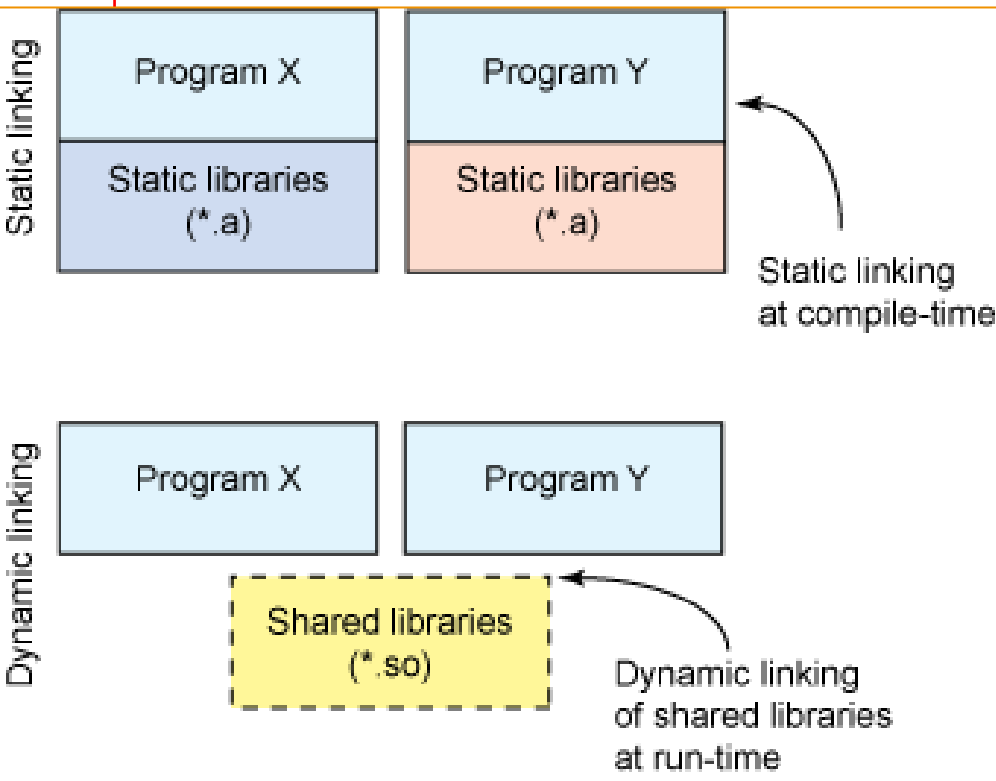 Static linking
Program X
Program Y
Static libraries
(*.a)
Static libraries
(*.a)
Static linking
at compile-time
Dynamic linking
Program X
Program Y
Shared libraries
(*.so)
Dynamic linking
of shared libraries
at run-time